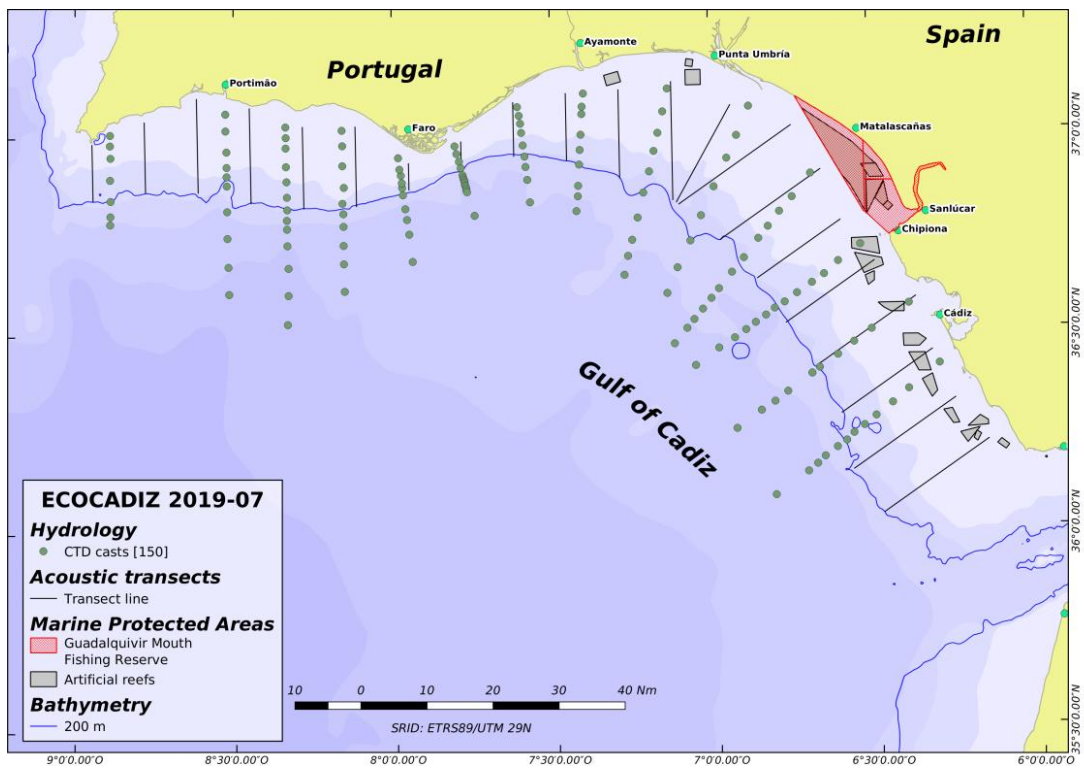 Spain
Portugal
Ayamonte
Punta Umbría
Portimão
Faro
Matalascañas
Sanlúcar
Chipiona
Cádiz
Gulf of Cadiz
37°0'0.00"N
36°30'0.00"N
36°0'0.00"N
35°30'0.00"N
ECOCADIZ 2019-07
Hydrology
CTD casts [150]
Acoustic transects
Transect line
Marine Protected Areas
Guadalquivir Mouth
Fishing Reserve
Artificial reefs
Bathymetry
200 m
10 0 10 20 30 40 Nm
SRID: ETRS89/UTM 29N
9°0'0.00"O 8°30'0.00"O 8°0'0.00"O 7°30'0.00"O 7°0'0.00"O 6°30'0.00"O 6°0'0.00"O